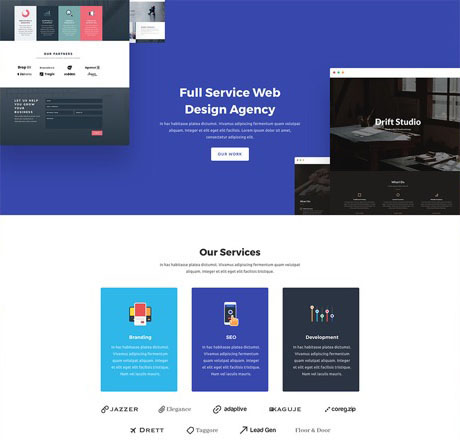 OUR PARTNERS
LET US HELP
YOU GROW
YOUR
BUSINESS
Full Service Web
Design Agency
In hac habitasse platea dictumst. Vivamus adipiscing fermentum quam volutpat
aliquam. Integer et elit eget elit facilisis tristique. Lorem ipsum dolor sit amet,
consectetur adipiscing elit.
OUR WORK
Drift Studio
What I Do
Our Services
In hac habitasse platea dictumst. Vivamus adipiscing fermentum quam volutpat
aliquam. Integer et elit eget elit facilisis tristique.
Branding
In hac habitasse platea dictumst.
Vivamus adipiscing fermentum
quam volutpat aliquam. Integer
et elit eget elit facilisis tristique.
Nam vel iaculis mauris.
SEO
In hac habitasse platea dictumst.
Vivamus adipiscing fermentum
quam volutpat aliquam. Integer
et elit eget elit facilisis tristique.
Nam vel iaculis mauris.
Development
In hac habitasse platea dictumst.
Vivamus adipiscing fermentum
quam volutpat aliquam. Integer
et elit eget elit facilisis tristique.
Nam vel iaculis mauris.
JAZZER Elegance adaptive KAGUJE coreg.zip
DRETT Taggore Lead Gen Floor & Door